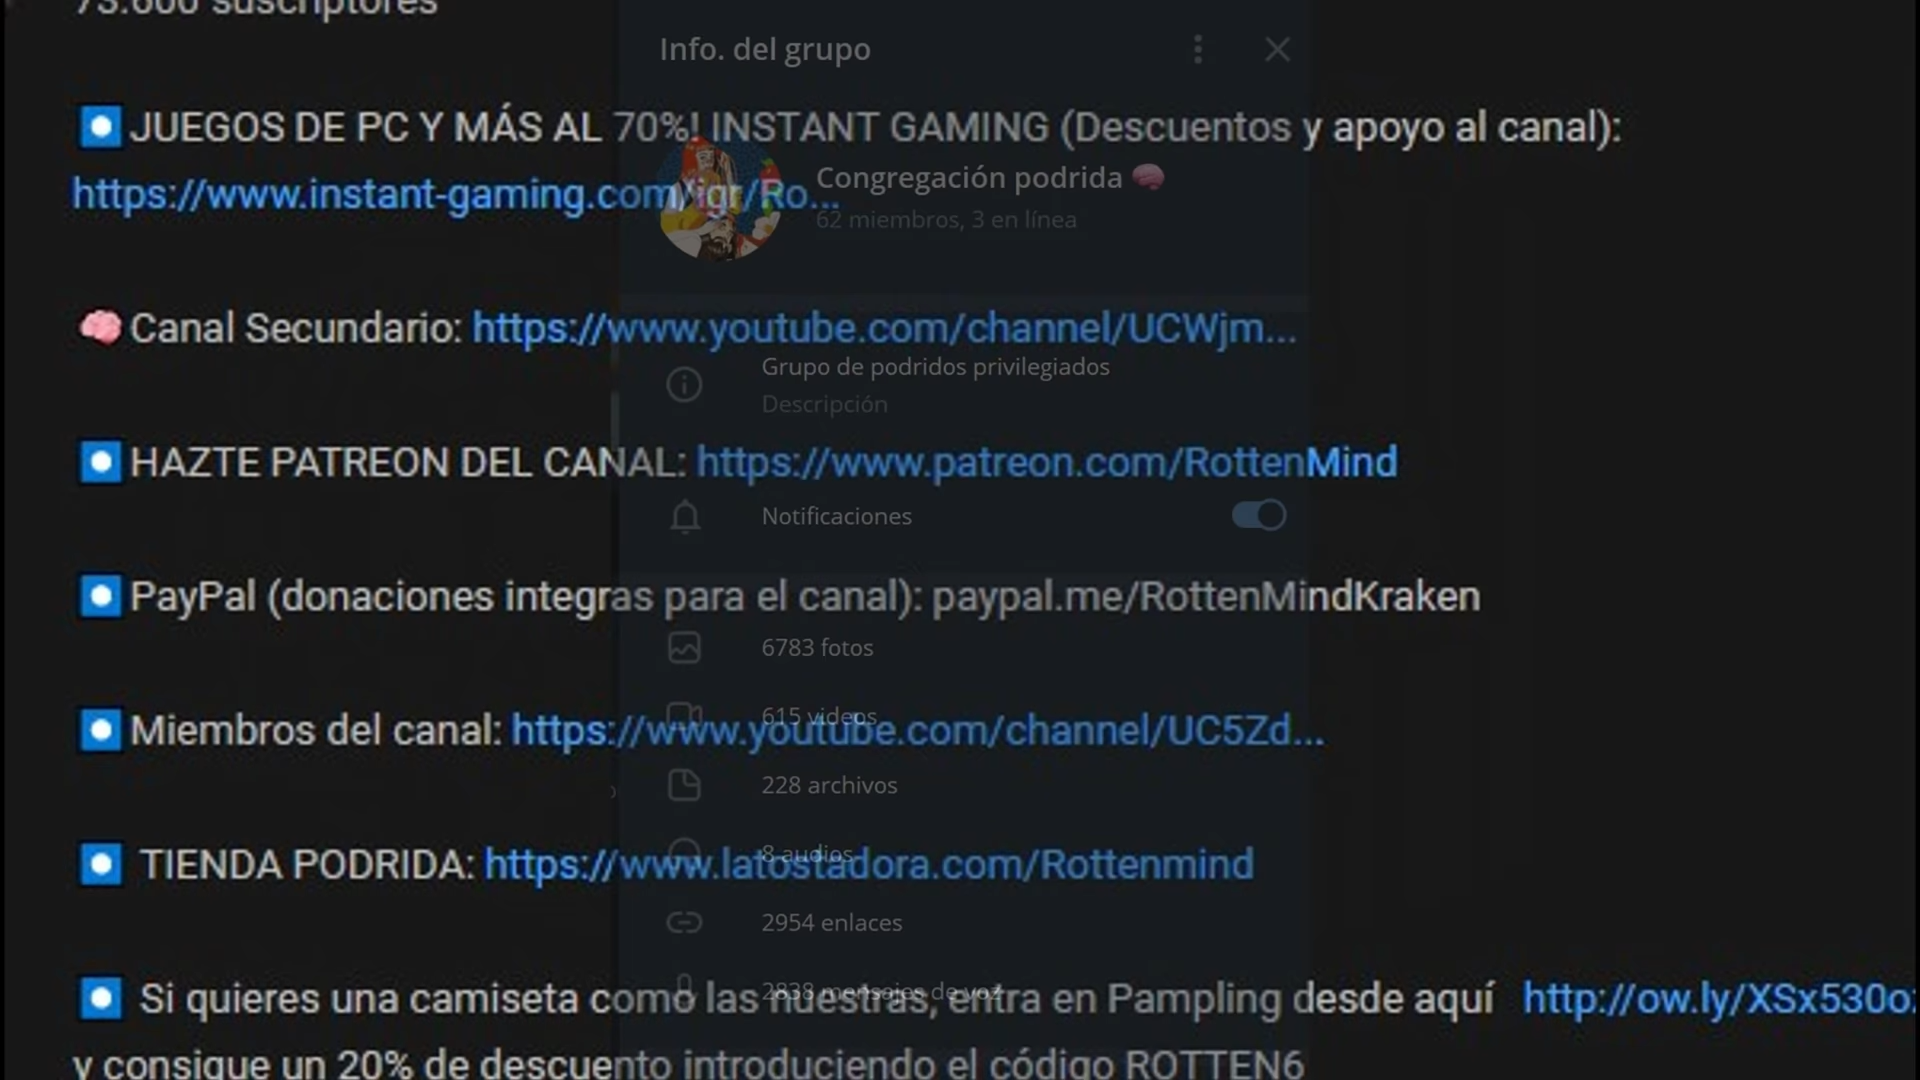 73.600 suscriptores
JUEGOS DE PC Y MÁS AL 70%! INSTANT GAMING (Descuentos y apoyo al canal):
https://www.instant-gaming.com/igr/Ro...
Canal Secundario: https://www.youtube.com/channel/UCWjm...
HAZTE PATREON DEL CANAL: https://www.patreon.com/RottenMind
PayPal (donaciones integras para el canal): paypal.me/RottenMindKraken
Miembros del canal: https://www.youtube.com/channel/UC5Zd...
TIENDA PODRIDA: https://www.latostadora.com/Rottenmind
Si quieres una camiseta como las nuestras, entra en Pampling desde aquí http://ow.ly/XSx530o
y consigue un 20% de descuento introduciendo el código ROTTEN6
Info. del grupo
Congregación podrida
62 miembros, 3 en línea
Grupo de podridos privilegiados
Descripción
Notificaciones
6783 fotos
615 videos
228 archivos
8 audios
2954 enlaces
2838 mensajes de voz